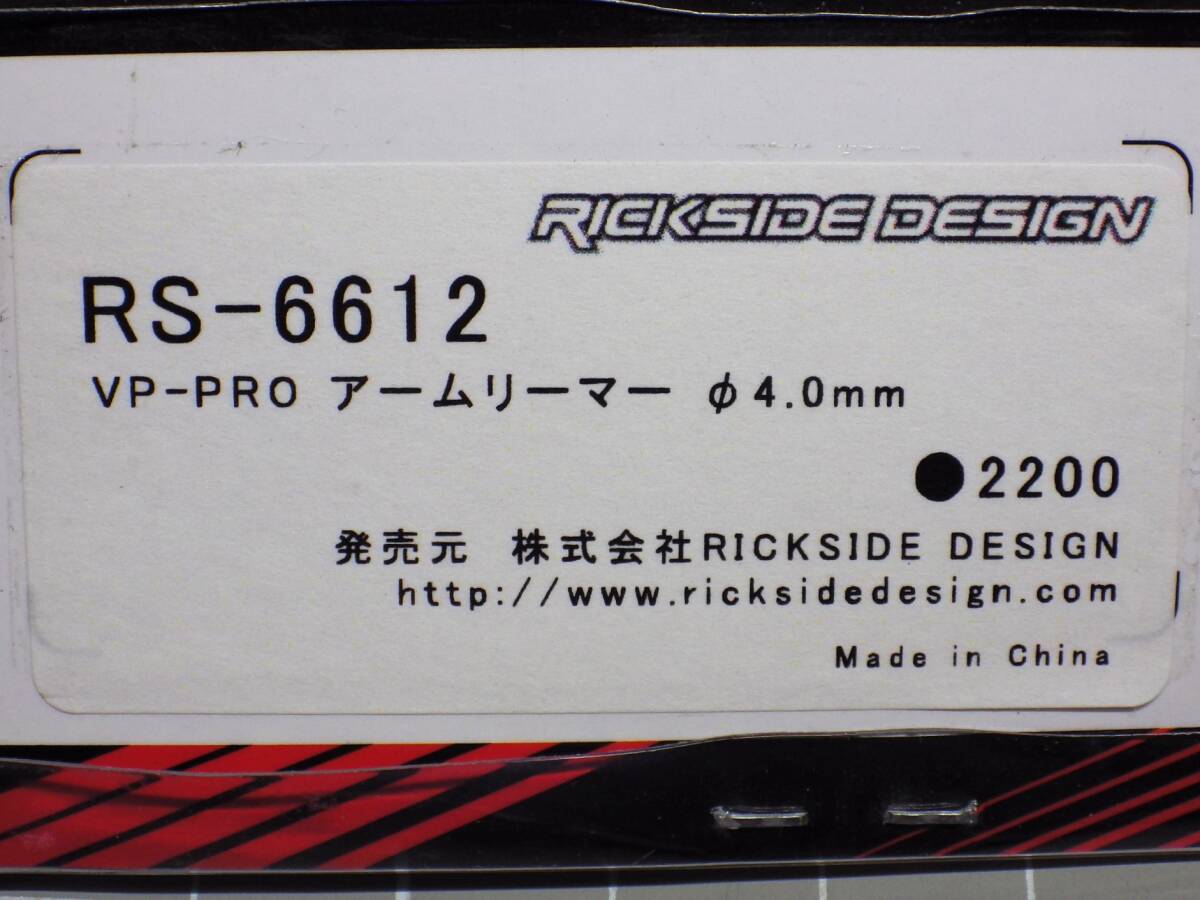 RICKSIDE DESIGN
RS-6612
VP-PRO アームリーマー φ4.0mm
●2200
発売元 株式会社RICKSIDE DESIGN
http://www.ricksidedesign.com
Made in China